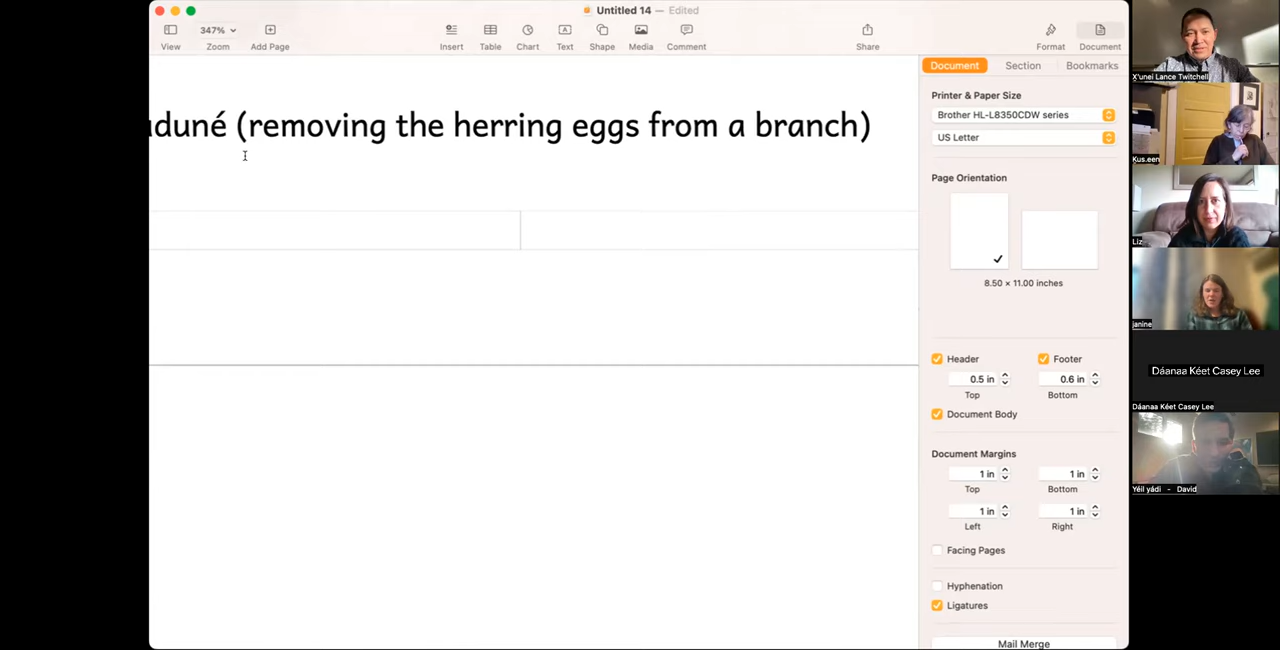 Untitled 14 — Edited
347%
View
Zoom
Add Page
Insert
Table
Chart
Text
Shape
Media
Comment
Share
Format
Document
Document
Section
Bookmarks
(removing the herring eggs from a branch)
Printer & Paper Size
Brother HL-L8350CDW series
US Letter
Page Orientation
8.50 × 11.00 inches
Header
Footer
0.5 in
0.6 in
Top
Bottom
Document Body
Document Margins
1 in
1 in
Top
Bottom
1 in
1 in
Left
Right
Facing Pages
Hyphenation
Ligatures
Mail Merge
X̱'unei Lance Twitchell
Ḵus.een
Liz
janine
Dáanaa Kéet Casey Lee
Dáanaa Kéet Casey Lee
Yéil yádi - David